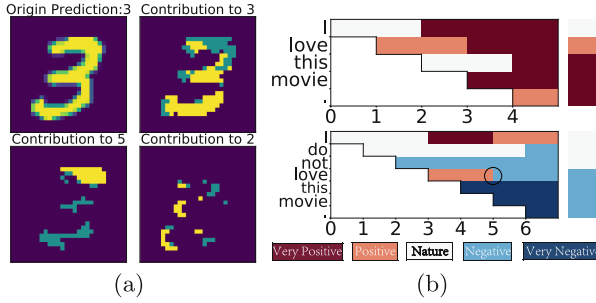 Origin Prediction:3
Contribution to 3
Contribution to 5
Contribution to 2
(a)
I
love
this
movie
.
0 1 2 3 4
I
do
not
love
this
movie
.
0 1 2 3 4 5 6
Very Positive
Positive
Nature
Negative
Very Negative
(b)